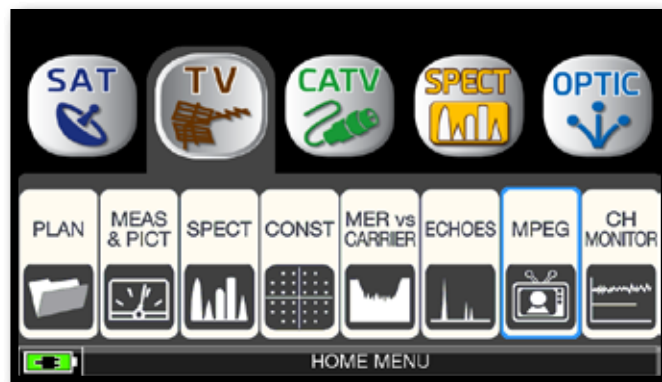 SAT TV CATV SPECT OPTIC
PLAN MEAS & PICT SPECT CONST MER vs CARRIER ECHOES MPEG CH MONITOR
HOME MENU